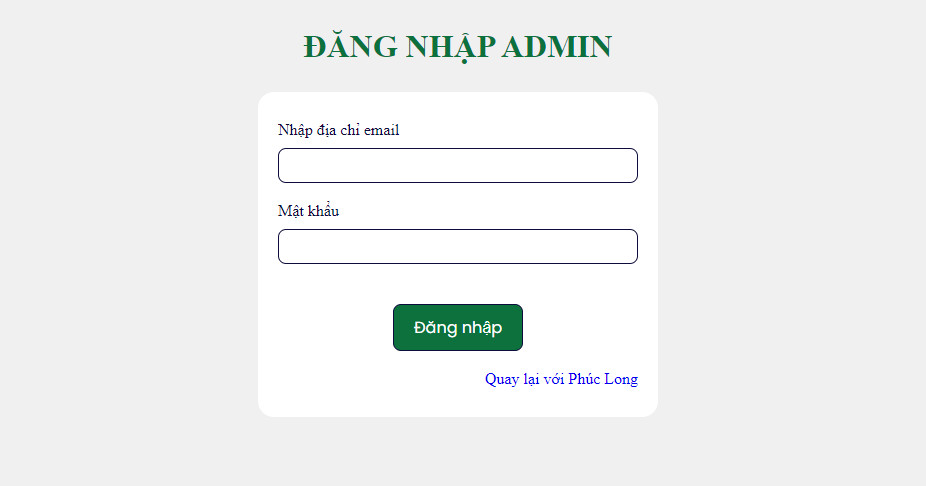 ĐĂNG NHẬP ADMIN
Nhập địa chỉ email
Mật khẩu
Đăng nhập
Quay lại với Phúc Long